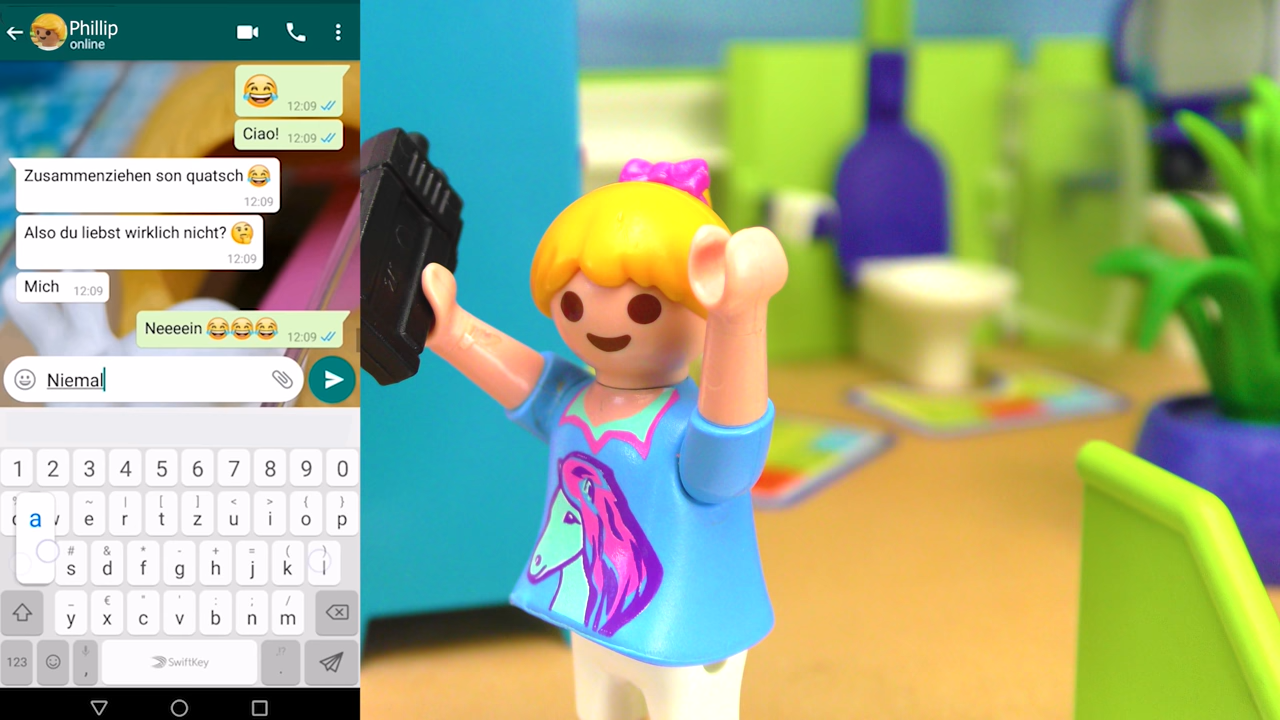 Phillip
online
😂 12:09
Ciao! 12:09
Zusammenziehen son quatsch 😂
12:09
Also du liebst wirklich nicht? 🤔
12:09
Mich 12:09
Neeeein 😂😂😂 12:09
Niemal
1 2 3 4 5 6 7 8 9 0
~ | [ ] < > { }
e r t z u i o p
a
# & * - + = ( )
s d f g h j k l
_ € " ' : ; /
y x c v b n m
123 , SwiftKey .